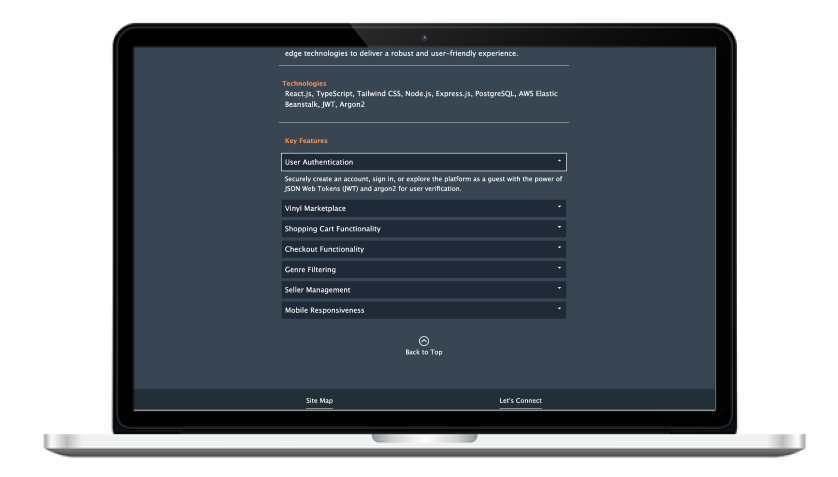 edge technologies to deliver a robust and user-friendly experience.
Technologies
React.js, TypeScript, Tailwind CSS, Node.js, Express.js, PostgreSQL, AWS Elastic
Beanstalk, JWT, Argon2
Key Features
User Authentication
Securely create an account, sign in, or explore the platform as a guest with the power of
JSON Web Tokens (JWT) and argon2 for user verification.
Vinyl Marketplace
Shopping Cart Functionality
Checkout Functionality
Genre Filtering
Seller Management
Mobile Responsiveness
Back to Top
Site Map
Let's Connect